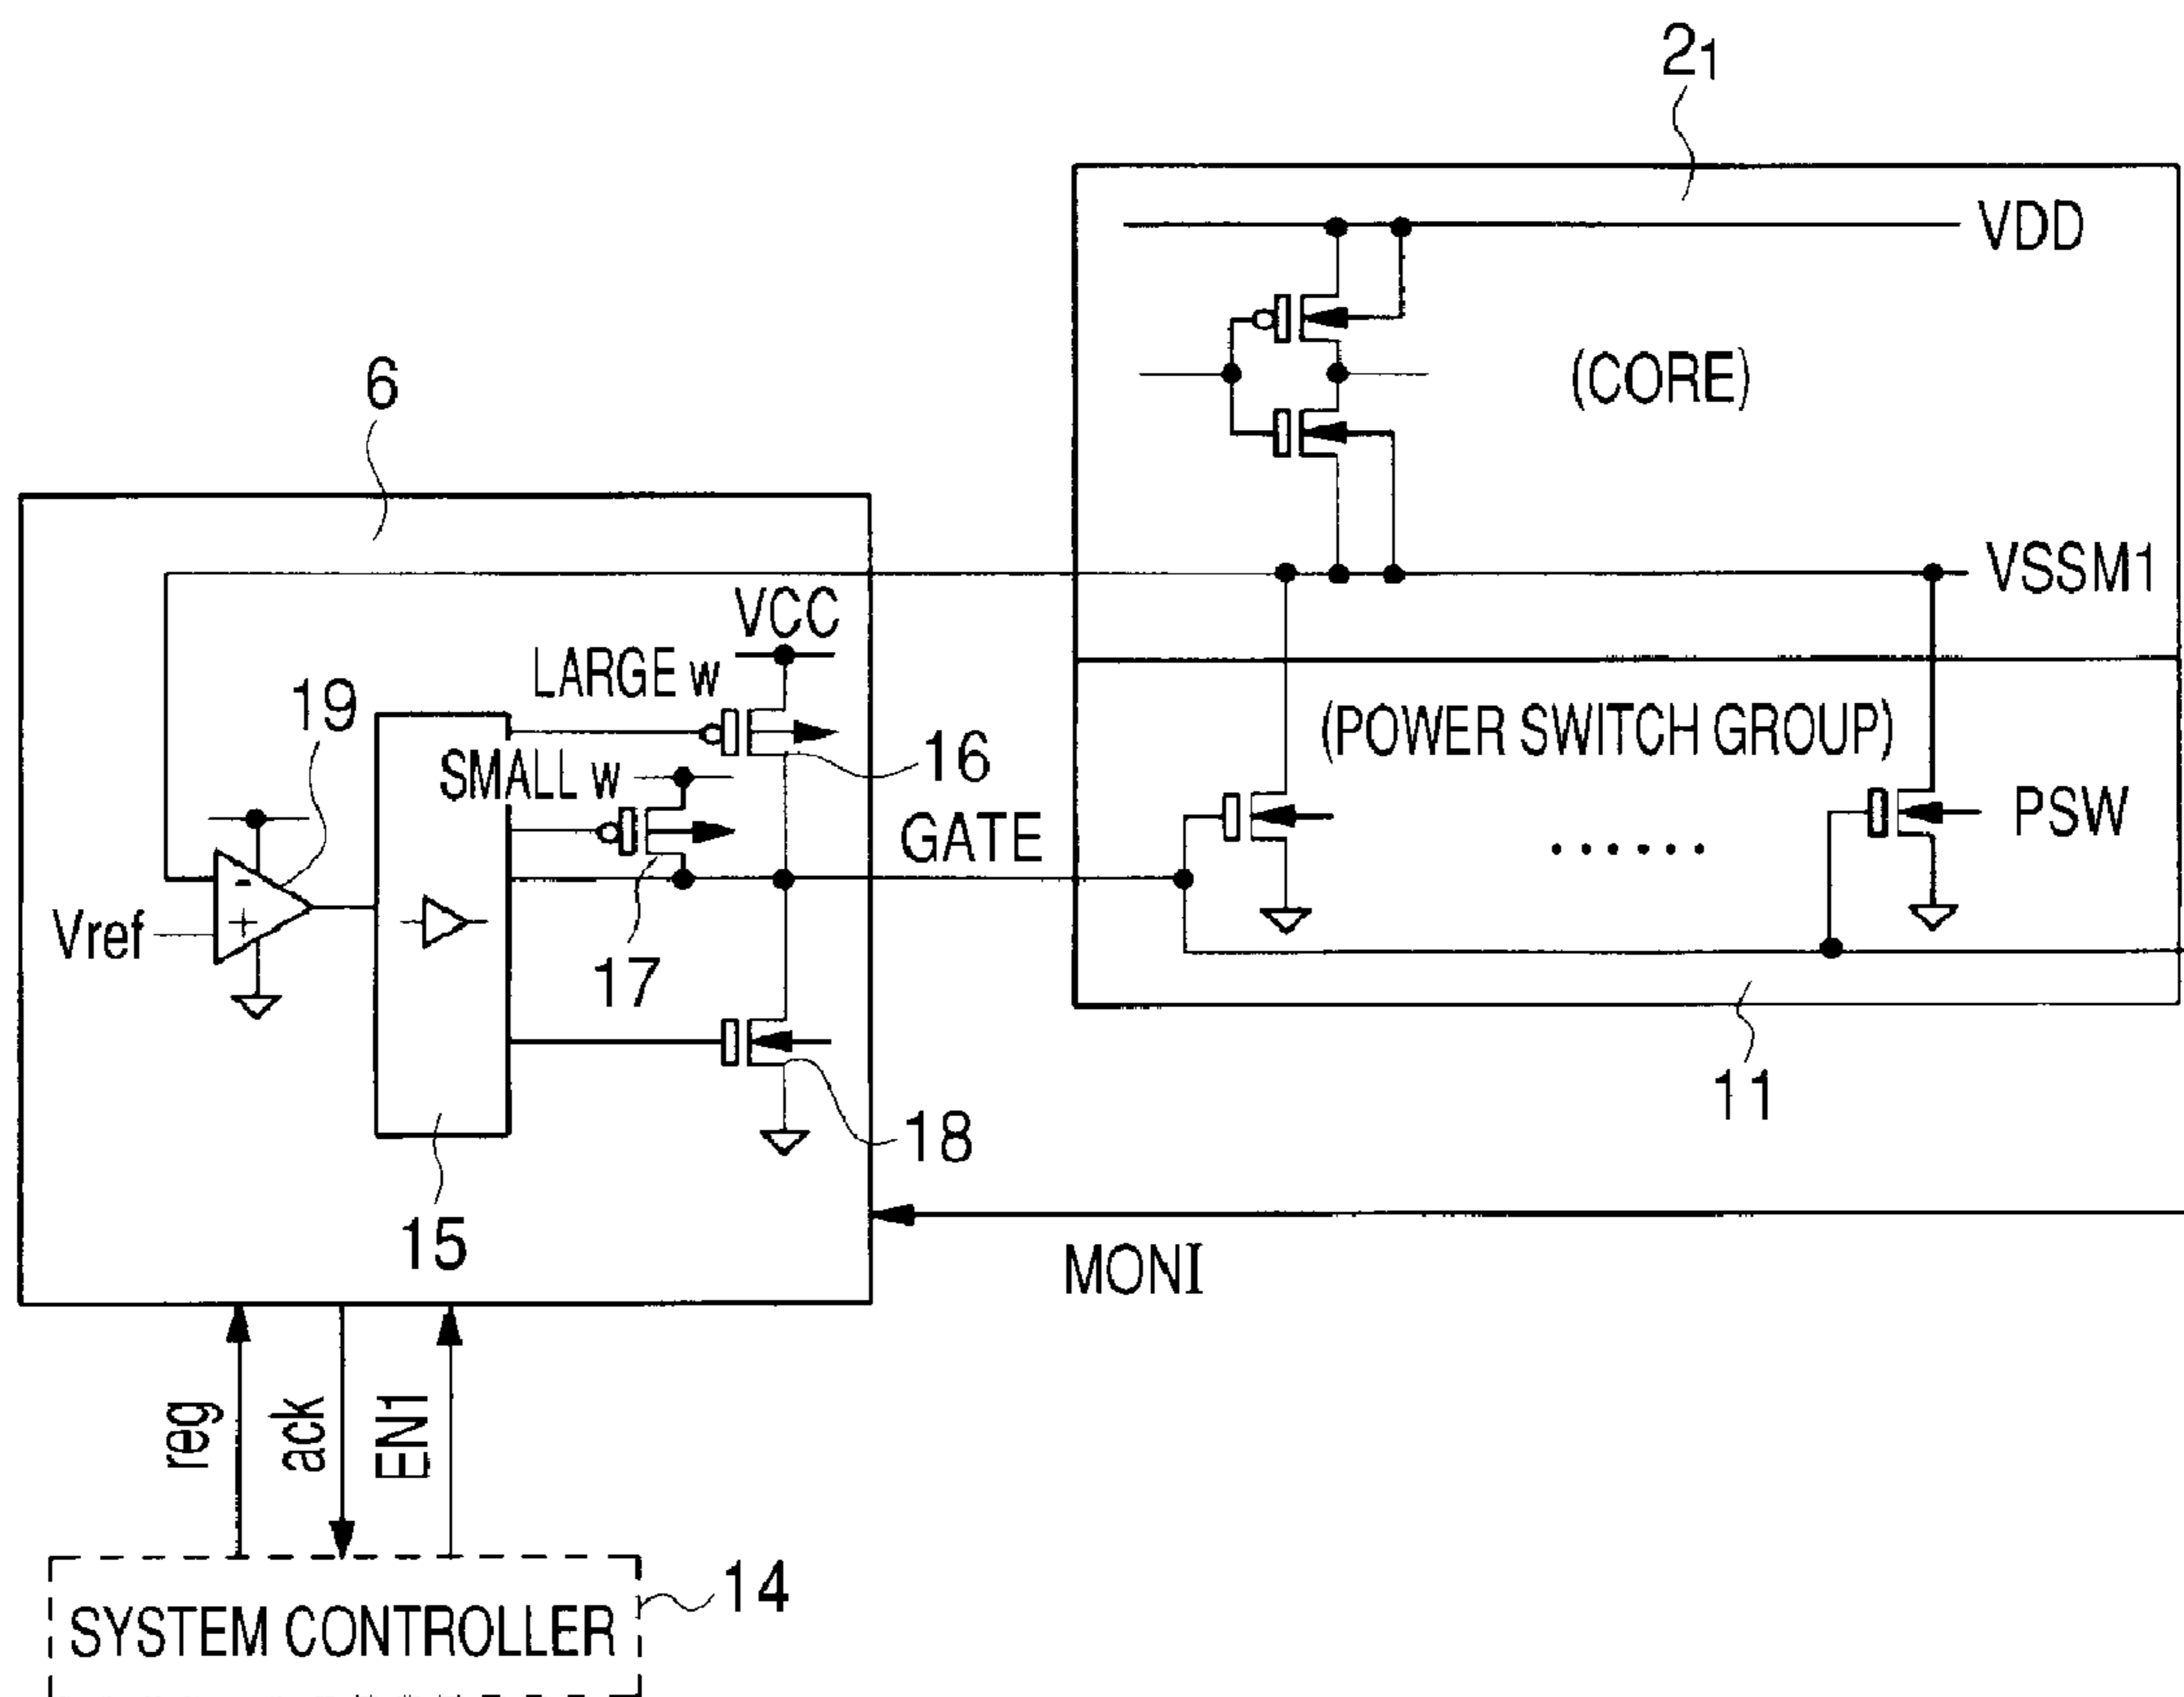 21
VDD
(CORE)
6
VSSM1
VCC
LARGE w
19
(POWER SWITCH GROUP)
16
SMALL w
PSW
GATE
......
-
+
Vref
17
11
18
15
MONI
reg
ack
EN1
14
SYSTEM CONTROLLER